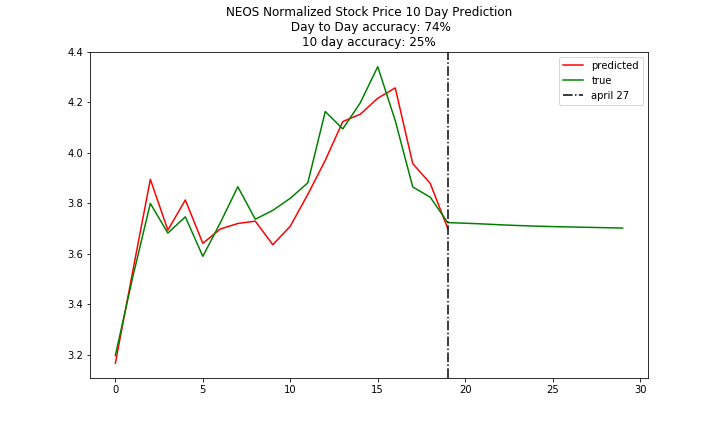 NEOS Normalized Stock Price 10 Day Prediction
Day to Day accuracy: 74%
10 day accuracy: 25%
4.4
4.2
4.0
3.8
3.6
3.4
3.2
predicted
true
april 27
0 5 10 15 20 25 30